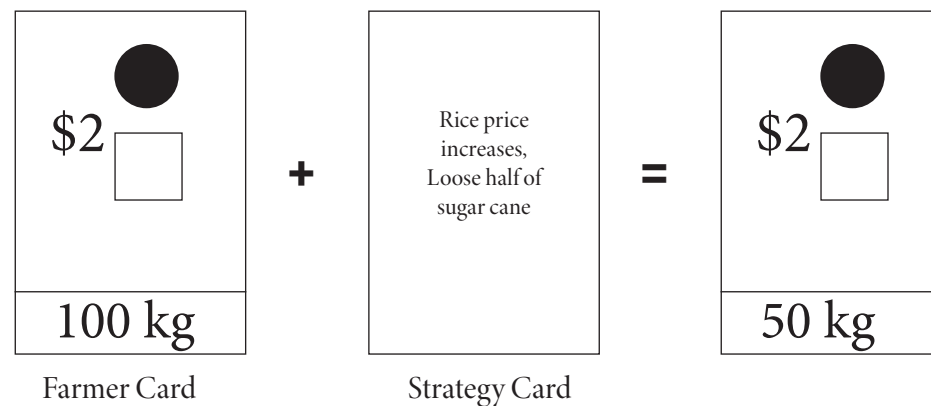 $2
100 kg
Farmer Card
+
Rice price
increases,
Loose half of
sugar cane
Strategy Card
=
$2
50 kg